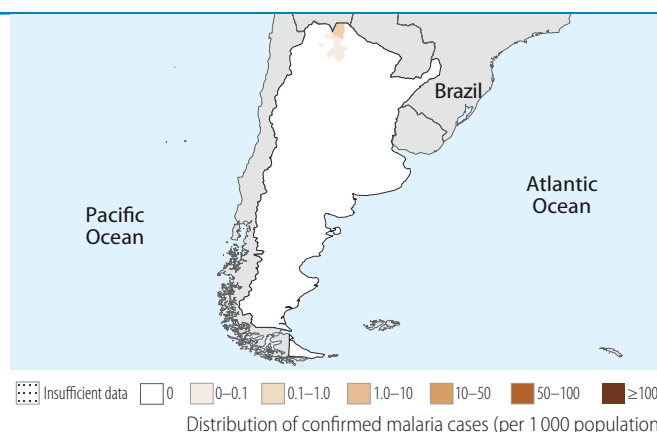 Brazil
Atlantic
Ocean
Pacific
Ocean
Insufficient data 0 0–0.1 0.1–1.0 1.0–10 10–50 50–100 ≥100
Distribution of confirmed malaria cases (per 1 000 population